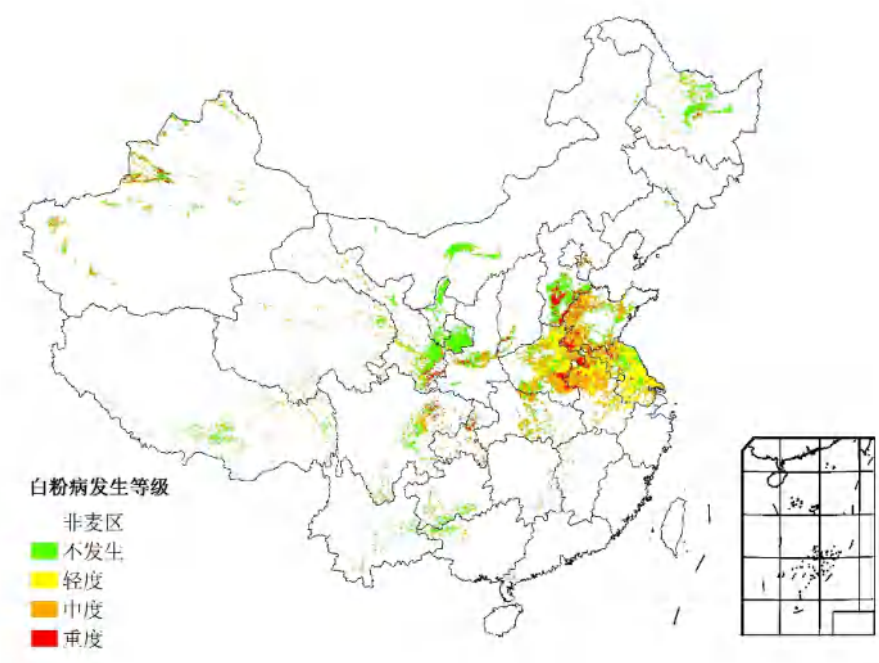 白粉病发生等级
非麦区
不发生
轻度
中度
重度